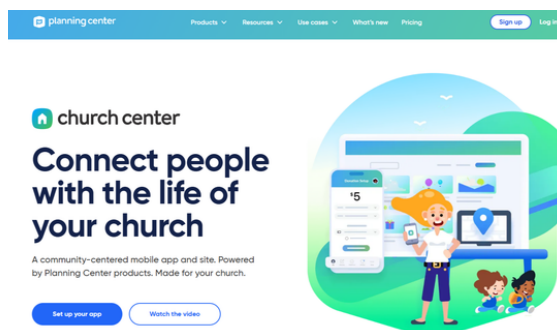 planning center
Products Resources Use cases What's new Pricing Sign up Log in
church center
Connect people
with the life of
your church
A community-centered mobile app and site. Powered
by Planning Center products. Made for your church.
Set up your app Watch the video
$5